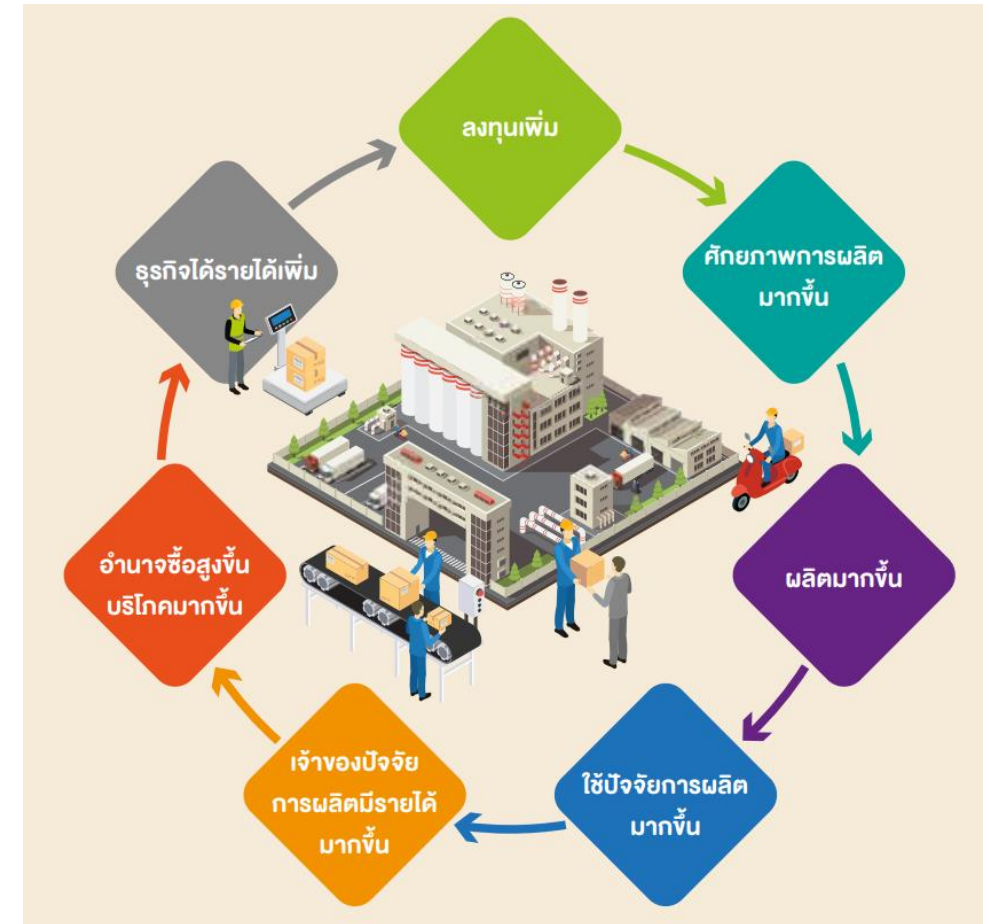 ลงทุนเพิ่ม
ศักยภาพการผลิต
มากขึ้น
ผลิตมากขึ้น
ใช้ปัจจัยการผลิต
มากขึ้น
เจ้าของปัจจัย
การผลิตมีรายได้
มากขึ้น
อำนาจซื้อสูงขึ้น
บริโภคมากขึ้น
ธุรกิจได้รายได้เพิ่ม